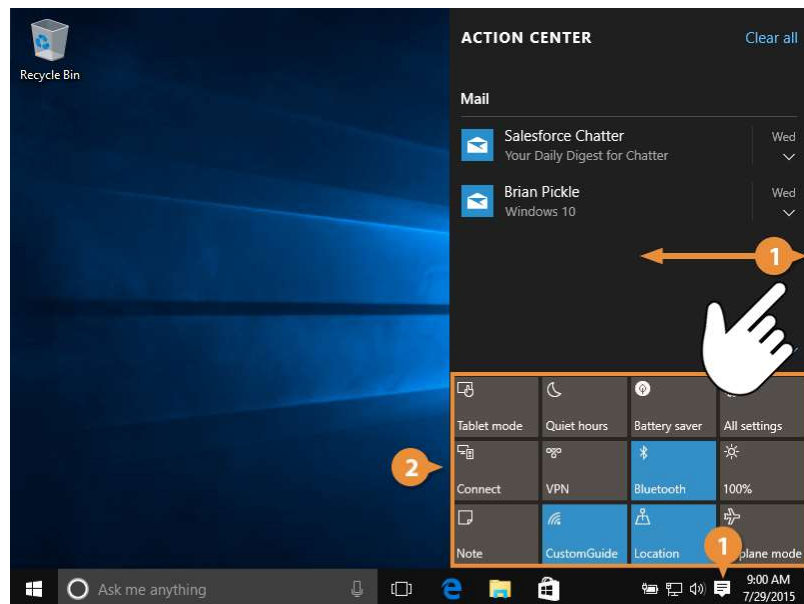 Recycle Bin
ACTION CENTER
Clear all
Mail
Salesforce Chatter
Wed
Your Daily Digest for Chatter
Brian Pickle
Wed
Windows 10
1
Tablet mode
Quiet hours
Battery saver
All settings
2
Connect
VPN
Bluetooth
100%
Note
CustomGuide
Location
1
plane mode
Ask me anything
9:00 AM
7/29/2015